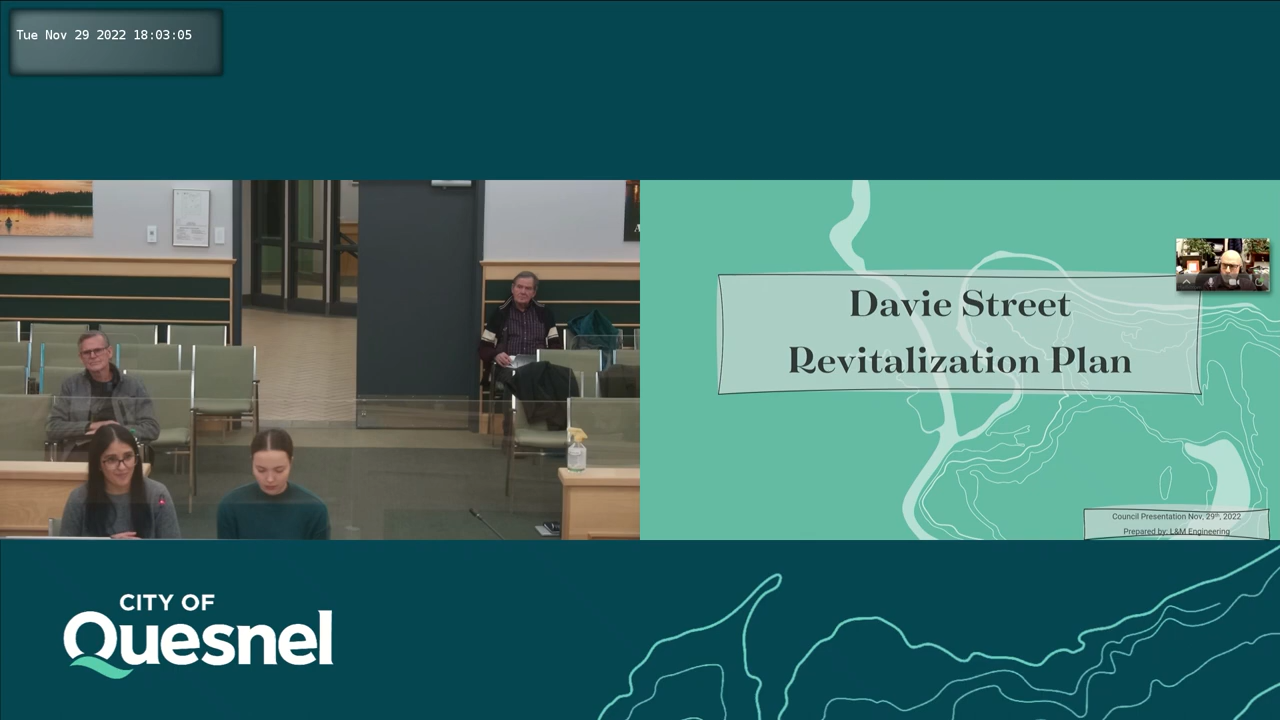 Tue Nov 29 2022 18:03:05
Davie Street
Revitalization Plan
Council Presentation Nov, 29th, 2022
Prepared by: L&M Engineering
CITY OF
Quesnel